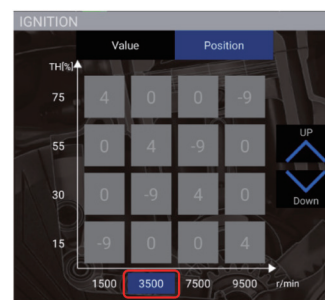 IGNITION
Value Position
TH[%]
75 4 0 0 -9
55 0 4 -9 0
UP
30 0 -9 4 0
Down
15 -9 0 0 4
1500 3500 7500 9500 r/min